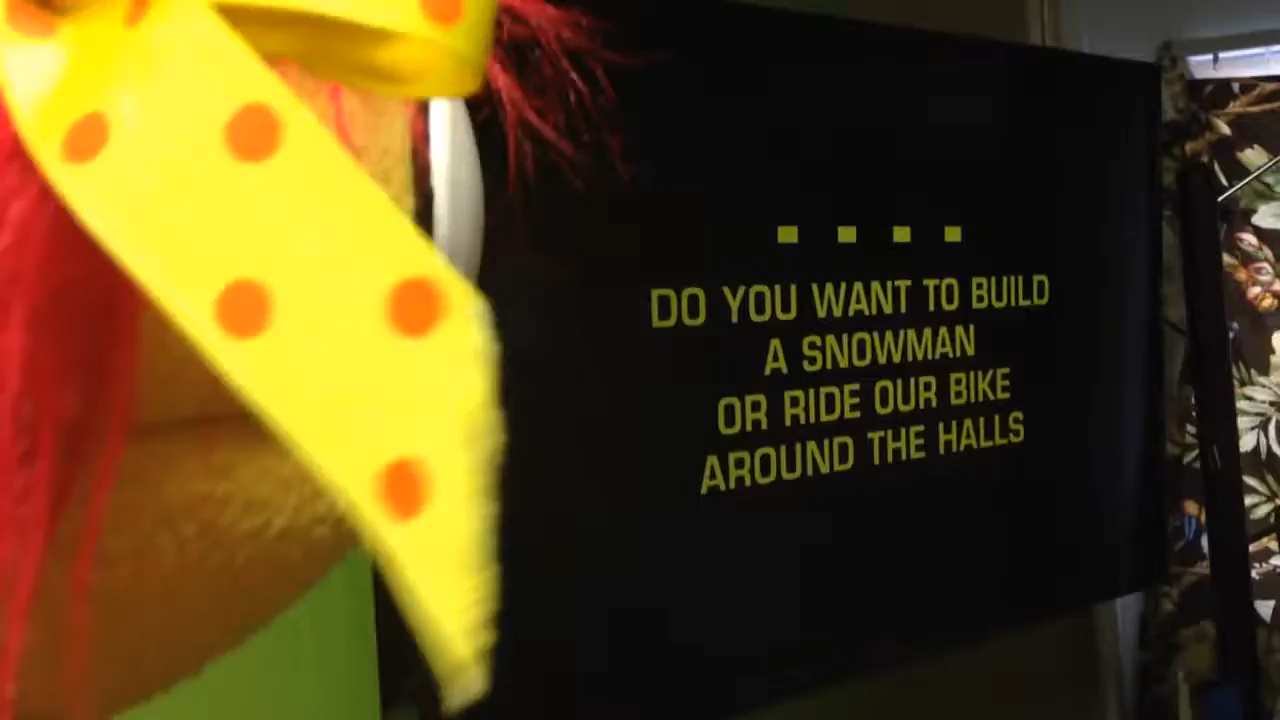 DO YOU WANT TO BUILD
A SNOWMAN
OR RIDE OUR BIKE
AROUND THE HALLS